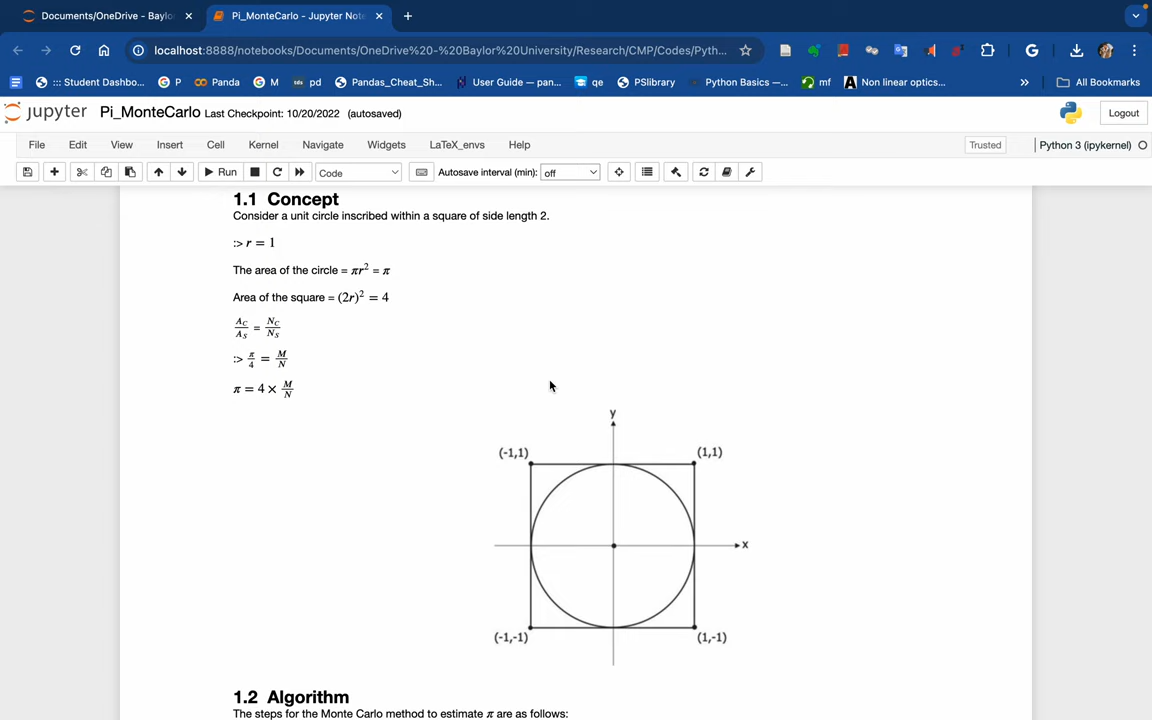 Documents/OneDrive - Baylo
Pi_MonteCarlo - Jupyter Note
localhost:8888/notebooks/Documents/OneDrive%20-%20Baylor%20University/Research/CMP/Codes/Pyth...
::: Student Dashbo...
P
Panda
M
pd
Pandas_Cheat_Sh...
User Guide — pan...
qe
PSlibrary
Python Basics —...
mf
Non linear optics...
»
All Bookmarks
jupyter Pi_MonteCarlo Last Checkpoint: 10/20/2022 (autosaved)
Logout
File Edit View Insert Cell Kernel Navigate Widgets LaTeX_envs Help
Trusted
Python 3 (ipykernel)
Run Code Autosave interval (min): off
1.1 Concept
Consider a unit circle inscribed within a square of side length 2.
:> r = 1
The area of the circle = πr² = π
Area of the square = (2r)² = 4
A_C/A_S = N_C/N_S
:> π/4 = M/N
π = 4 × M/N
y
(-1,1) (1,1)
x
(-1,-1) (1,-1)
1.2 Algorithm
The steps for the Monte Carlo method to estimate π are as follows: